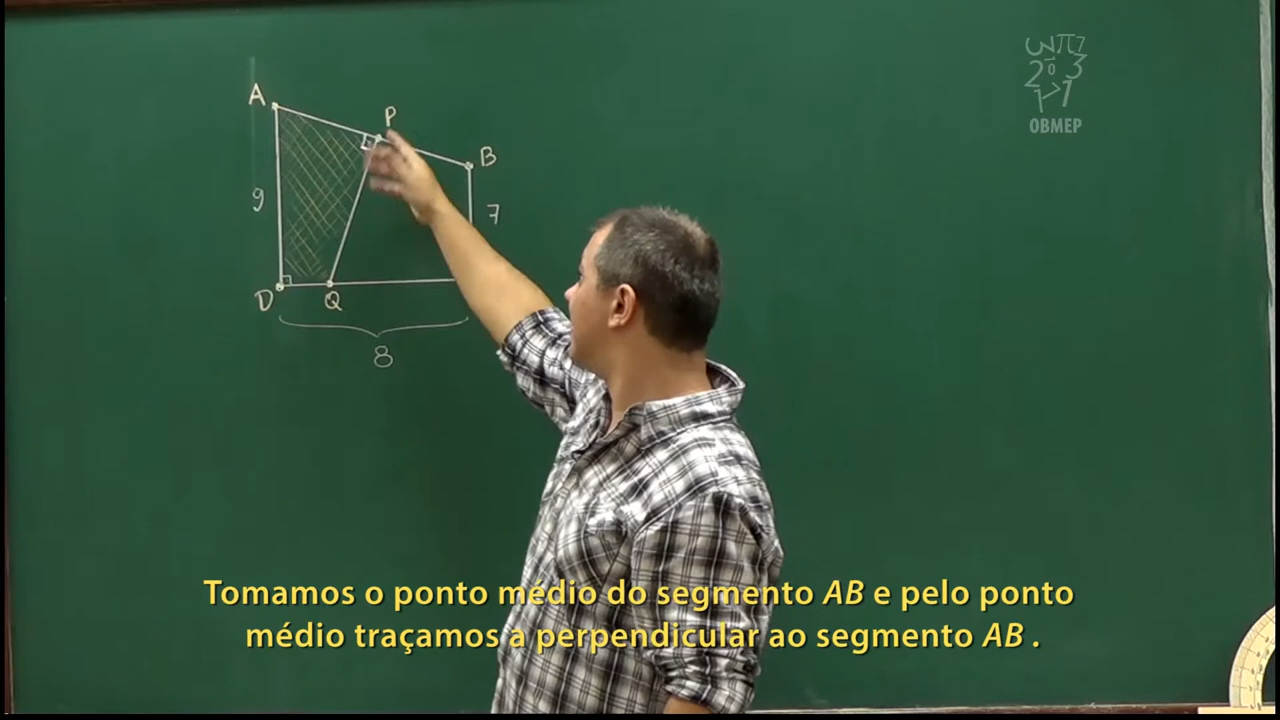 A
P
B
9
7
D
Q
8
OBMEP
Tomamos o ponto médio do segmento AB e pelo ponto
médio traçamos a perpendicular ao segmento AB .